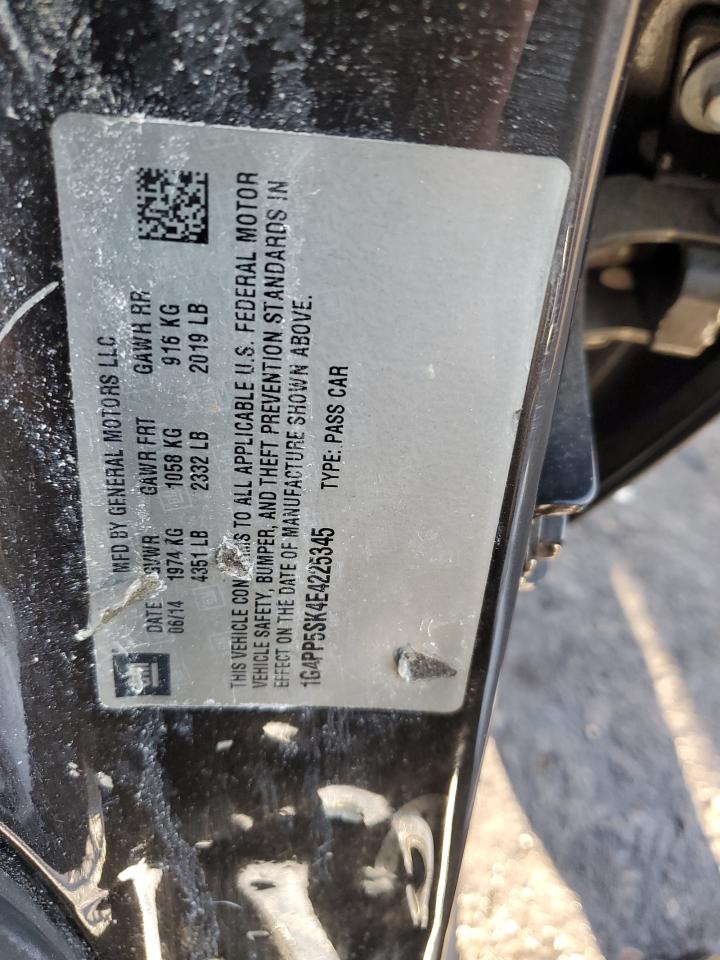 MFD BY GENERAL MOTORS LLC
DATE GVWR GAWR FRT GAWR RR
06/14 1974 KG 1058 KG 916 KG
4351 LB 2332 LB 2019 LB
THIS VEHICLE CONFORMS TO ALL APPLICABLE U.S. FEDERAL MOTOR
VEHICLE SAFETY, BUMPER, AND THEFT PREVENTION STANDARDS IN
EFFECT ON THE DATE OF MANUFACTURE SHOWN ABOVE.
1G4PP5SK4E4225345 TYPE: PASS CAR
gm